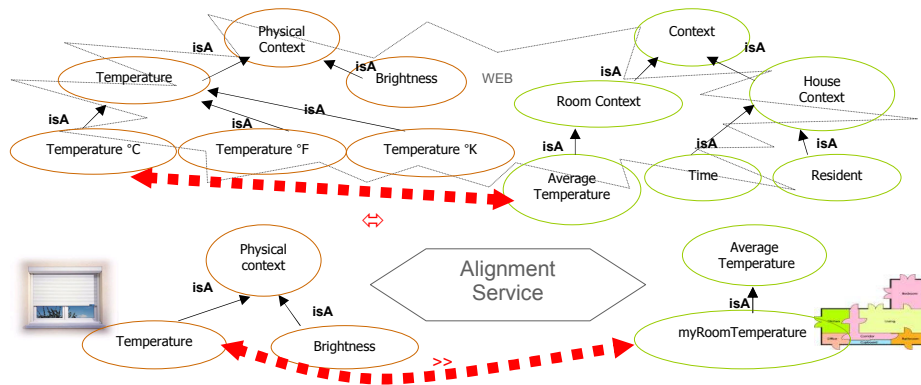 Physical
Context
Context
isA
isA
isA
isA
Temperature
Brightness
WEB
Room Context
House
Context
isA
isA
isA
isA
isA
Temperature °C
Temperature °F
Temperature °K
Average
Temperature
Time
Resident
⇔
Physical
context
Alignment
Service
Average
Temperature
isA
isA
isA
Temperature
Brightness
myRoomTemperature
>>